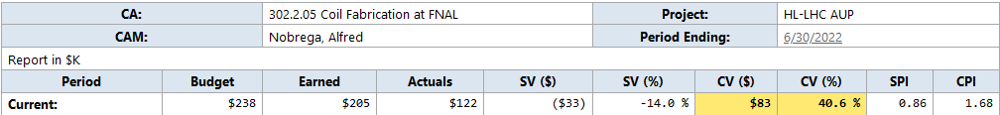 CA: 302.2.05 Coil Fabrication at FNAL Project: HL-LHC AUP
CAM: Nobrega, Alfred Period Ending: 6/30/2022
Report in $K
Period Budget Earned Actuals SV ($) SV (%) CV ($) CV (%) SPI CPI
Current: $238 $205 $122 ($33) -14.0 % $83 40.6 % 0.86 1.68